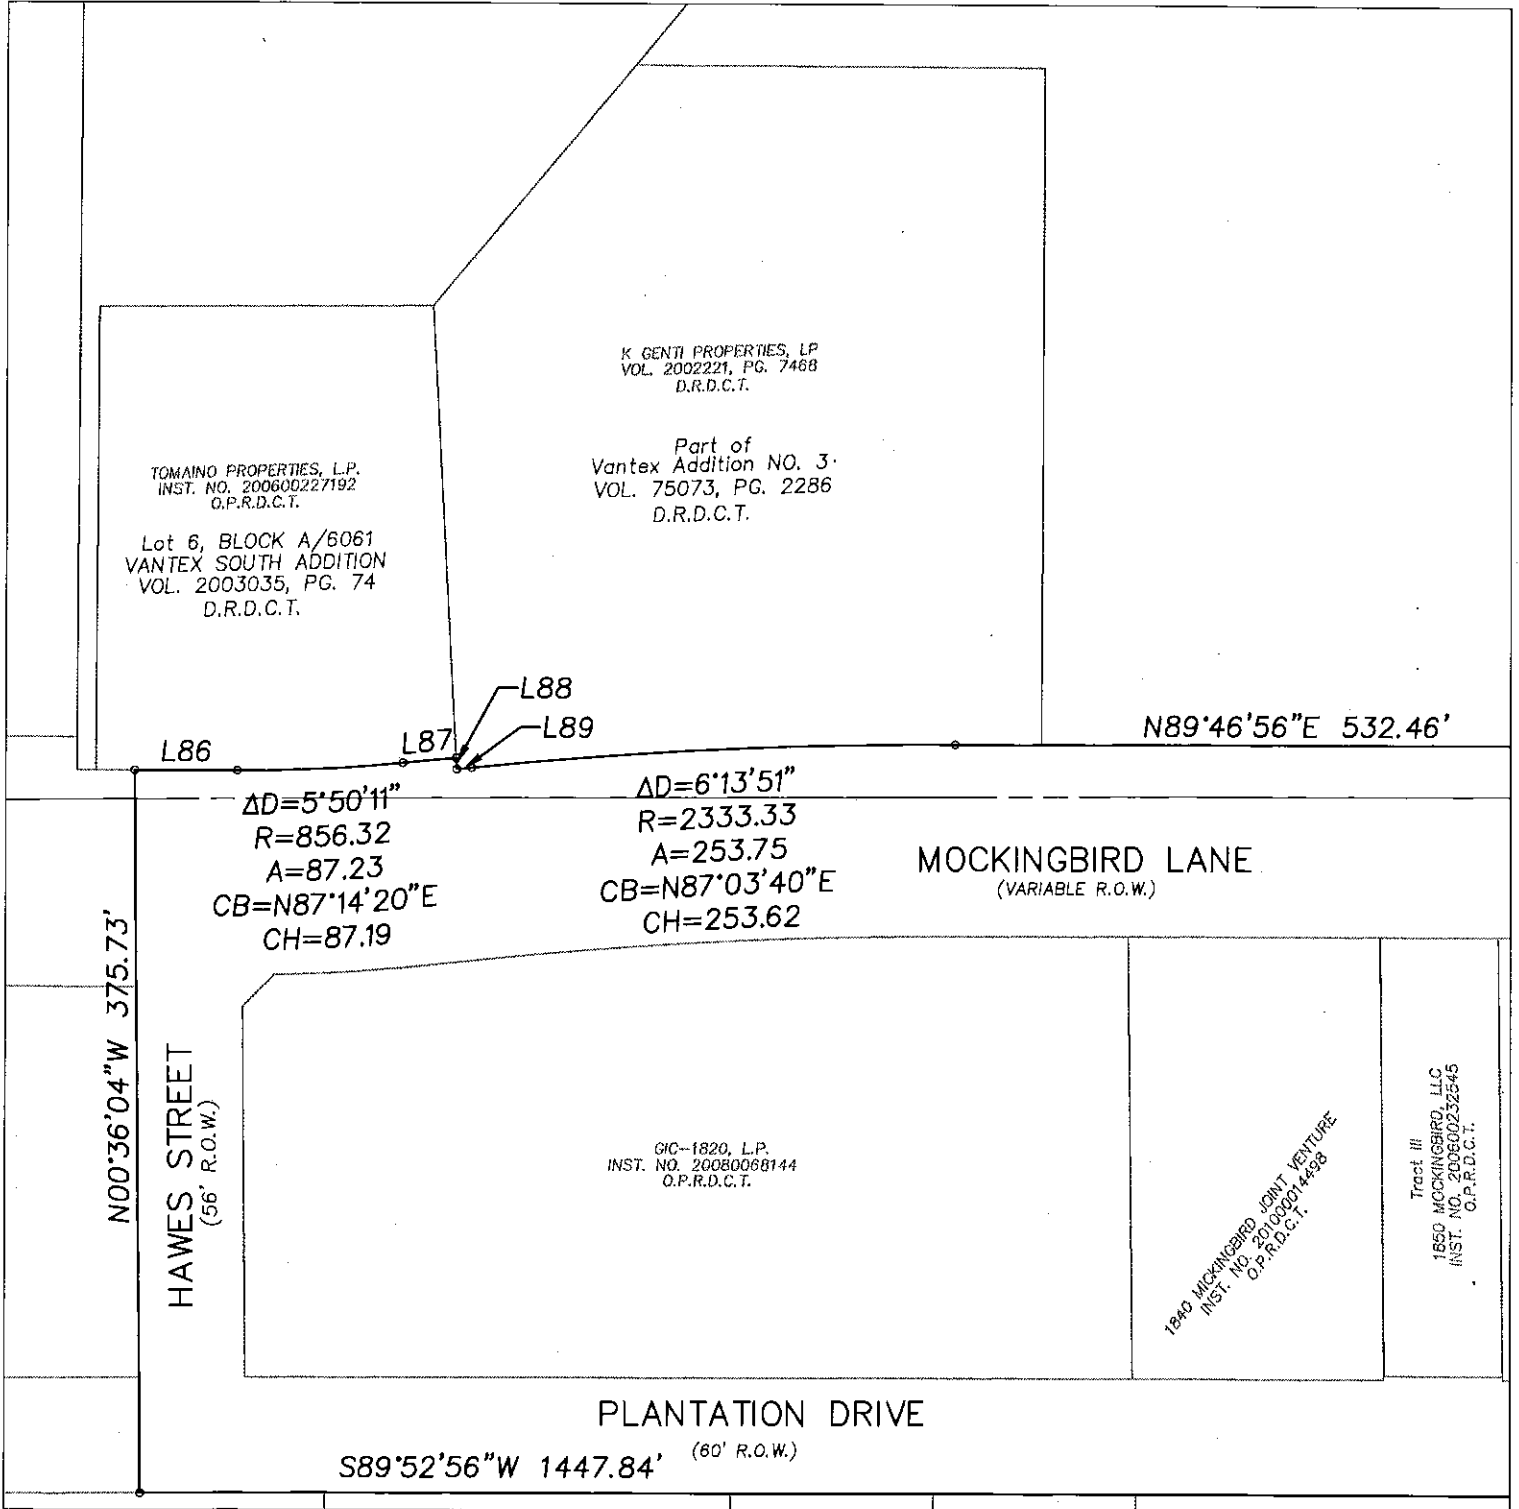 K GENTI PROPERTIES, LP
VOL. 2002221, PG. 7468
D.R.D.C.T.
Part of
Vantex Addition NO. 3
VOL. 75073, PG. 2286
D.R.D.C.T.
TOMAINO PROPERTIES, L.P.
INST. NO. 200600227192
O.P.R.D.C.T.
Lot 6, BLOCK A/6061
VANTEX SOUTH ADDITION
VOL. 2003035, PG. 74
D.R.D.C.T.
L88
L89
L86
L87
N89°46'56"E 532.46'
ΔD=5°50'11"
R=856.32
A=87.23
CB=N87°14'20"E
CH=87.19
ΔD=6°13'51"
R=2333.33
A=253.75
CB=N87°03'40"E
CH=253.62
MOCKINGBIRD LANE
(VARIABLE R.O.W.)
N00°36'04"W 375.73'
HAWES STREET
(56' R.O.W.)
GIC-1820, L.P.
INST. NO. 20080068144
O.P.R.D.C.T.
1840 MICKINGBIRD JOINT VENTURE
INST. NO. 201000014498
O.P.R.D.C.T.
Tract III
1850 MOCKINGBIRD, LLC
INST. NO. 200600232545
O.P.R.D.C.T.
PLANTATION DRIVE
(60' R.O.W.)
S89°52'56"W 1447.84'